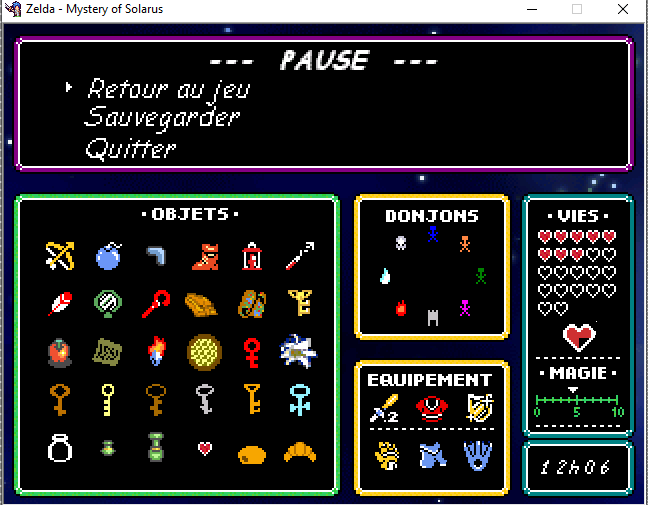 Zelda - Mystery of Solarus
--- PAUSE ---
Retour au jeu
Sauvegarder
Quitter
·OBJETS·
DONJONS
·VIES·
EQUIPEMENT
2
·MAGIE·
0 5 10
12h06